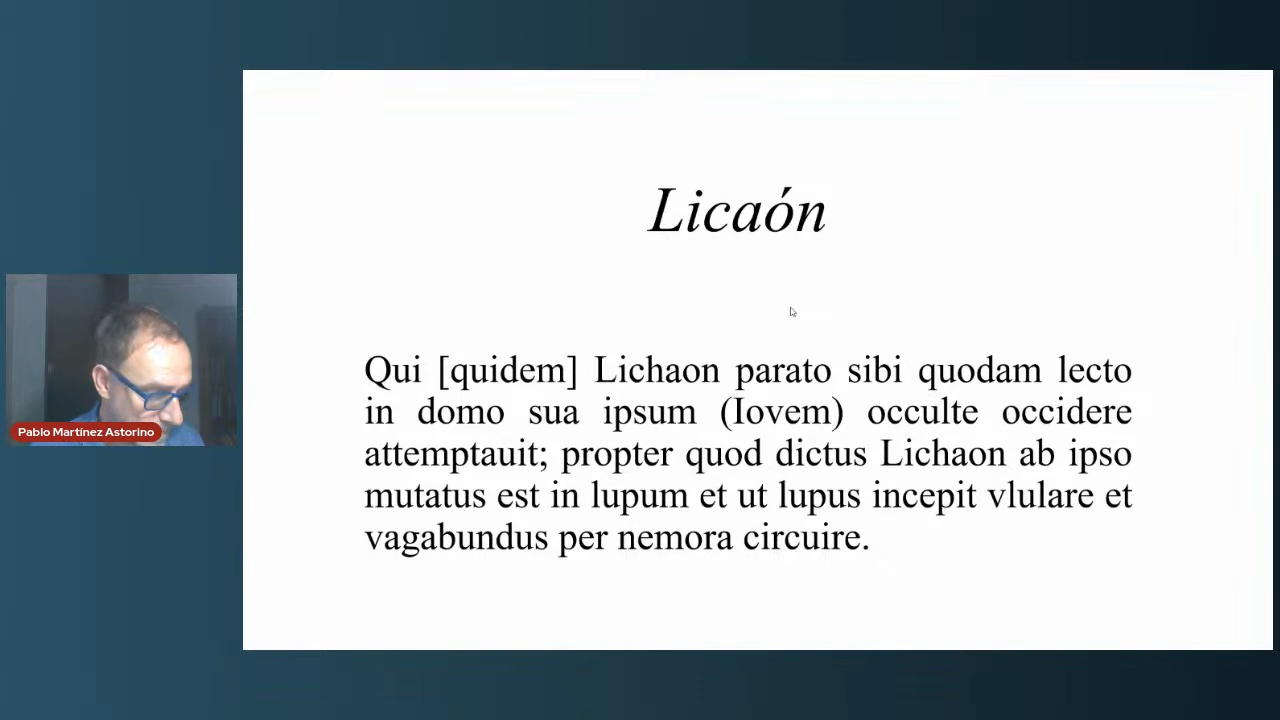 Licaón
Qui [quidem] Lichaon parato sibi quodam lecto
in domo sua ipsum (Iovem) occulte occidere
attemptauit; propter quod dictus Lichaon ab ipso
mutatus est in lupum et ut lupus incepit vlulare et
vagabundus per nemora circuire.
Pablo Martínez Astorino